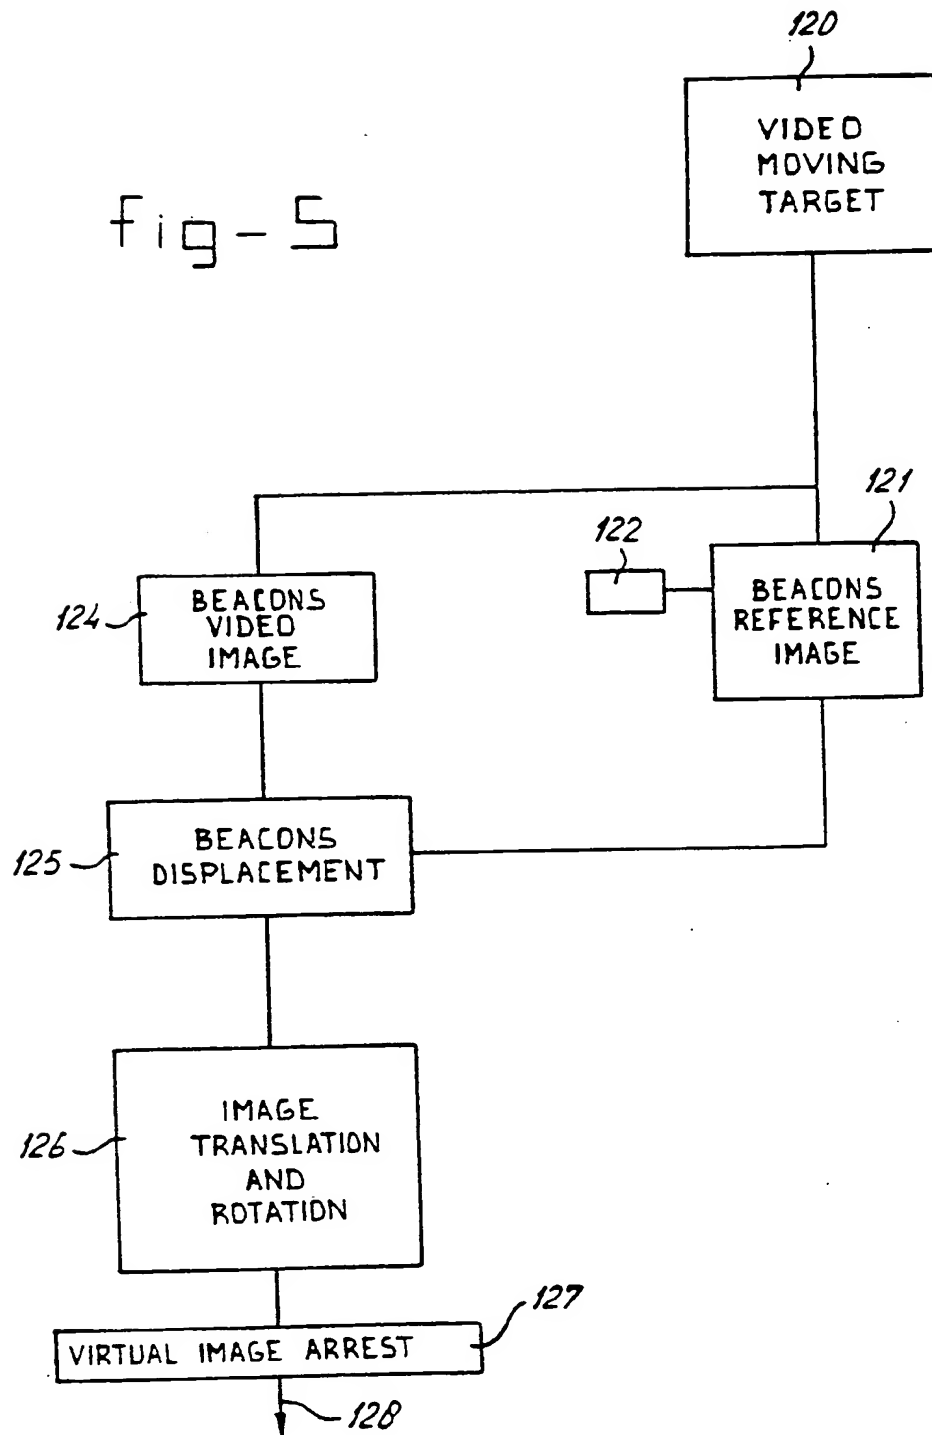 120
VIDEO
MOVING
TARGET
fig-5
121
122
BEACONS
REFERENCE
IMAGE
124
BEACONS
VIDEO
IMAGE
125
BEACONS
DISPLACEMENT
126
IMAGE
TRANSLATION
AND
ROTATION
127
VIRTUAL IMAGE ARREST
128